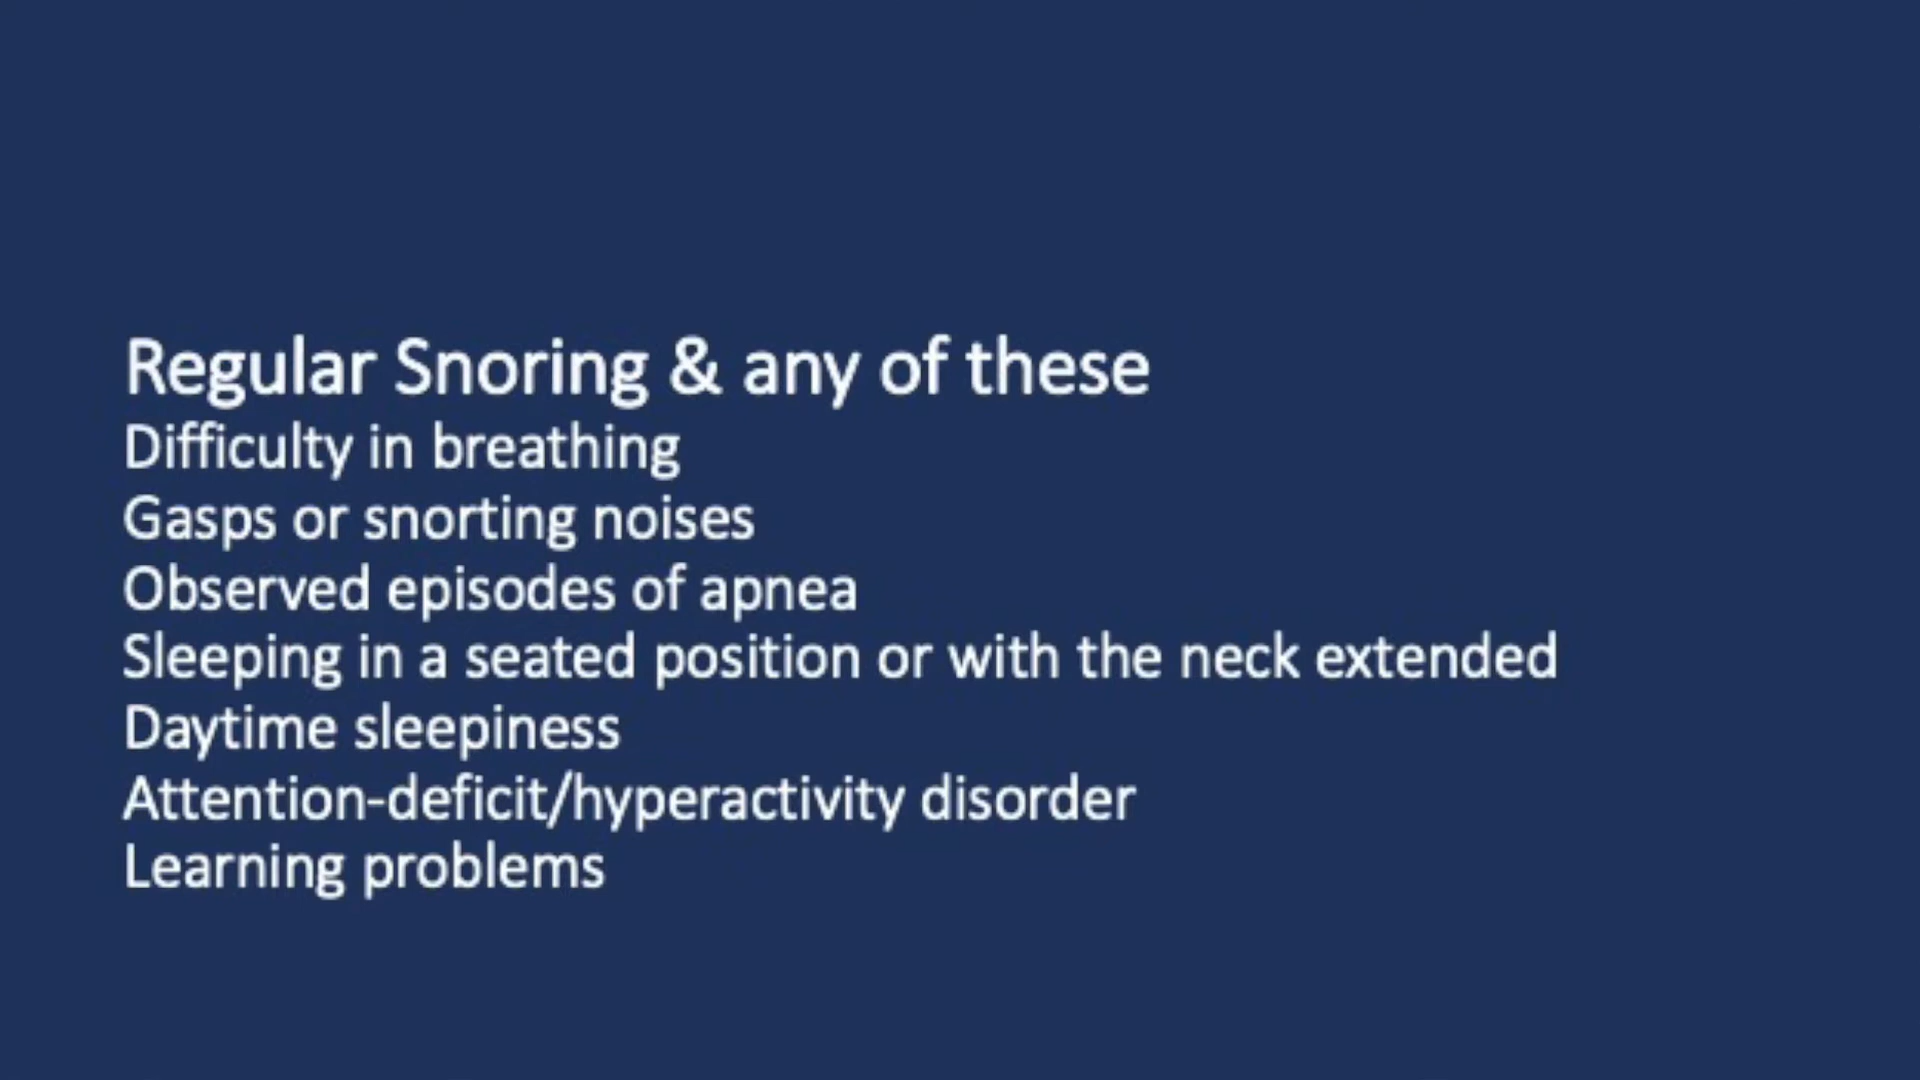 Regular Snoring & any of these
Difficulty in breathing
Gasps or snorting noises
Observed episodes of apnea
Sleeping in a seated position or with the neck extended
Daytime sleepiness
Attention-deficit/hyperactivity disorder
Learning problems